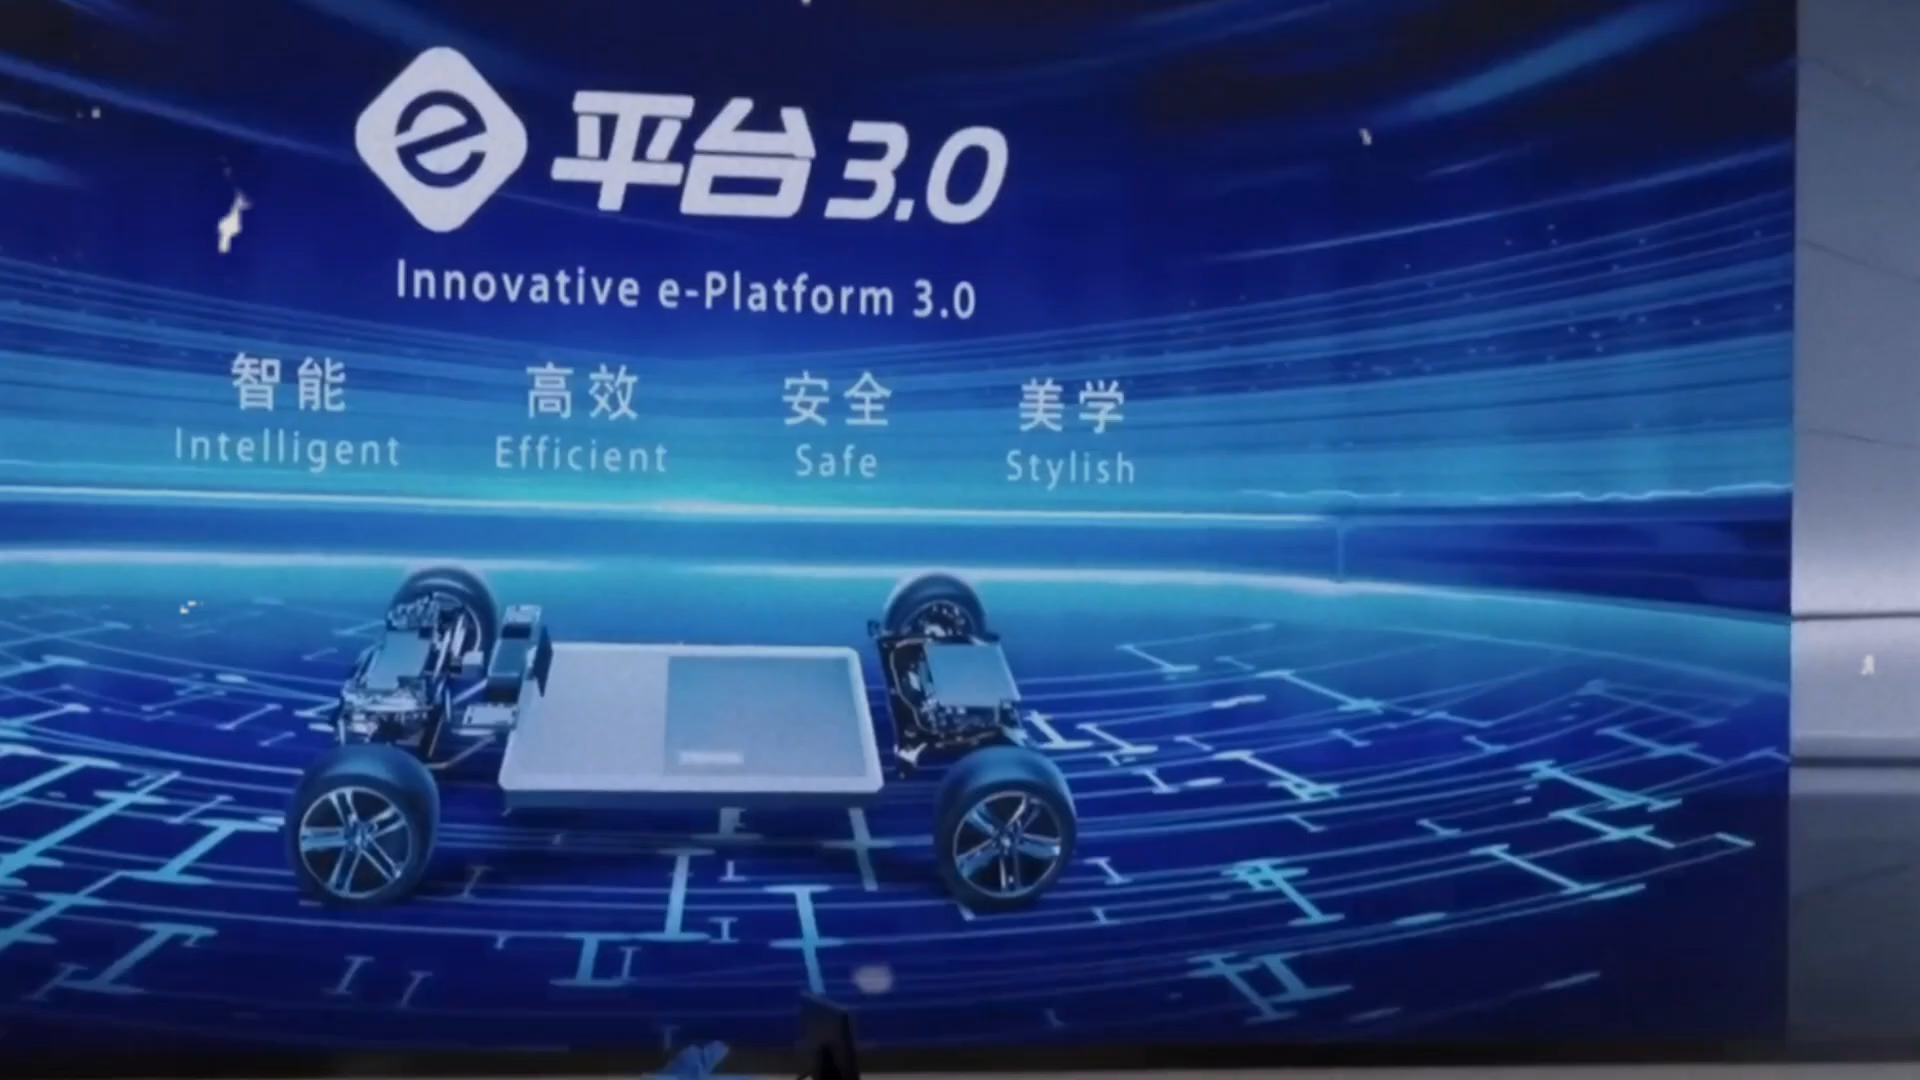 e平台3.0
Innovative e-Platform 3.0
智能 高效 安全 美学
Intelligent Efficient Safe Stylish